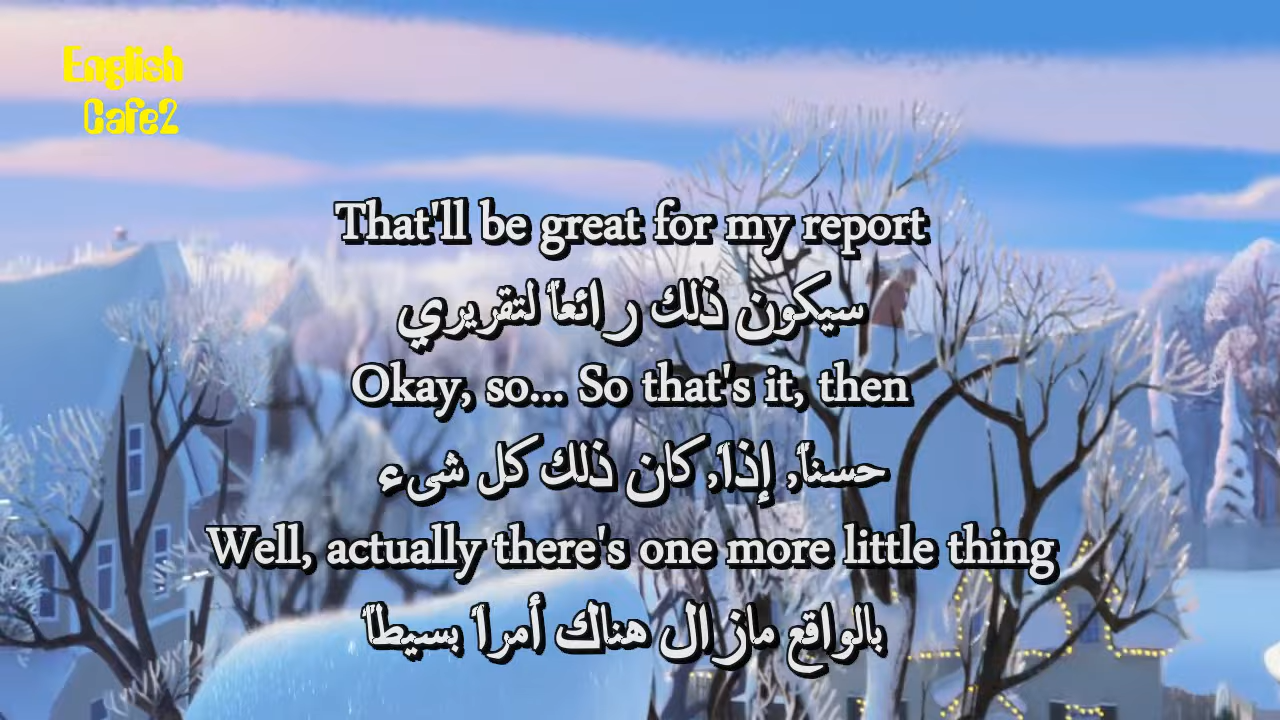 English
Cafe2
That'll be great for my report
سيكون ذلك رائعاً لتقريري
Okay, so... So that's it, then
حسناً, إذاً, كان ذلك كل شىء
Well, actually there's one more little thing
بالواقع مازال هناك أمراً بسيطاً